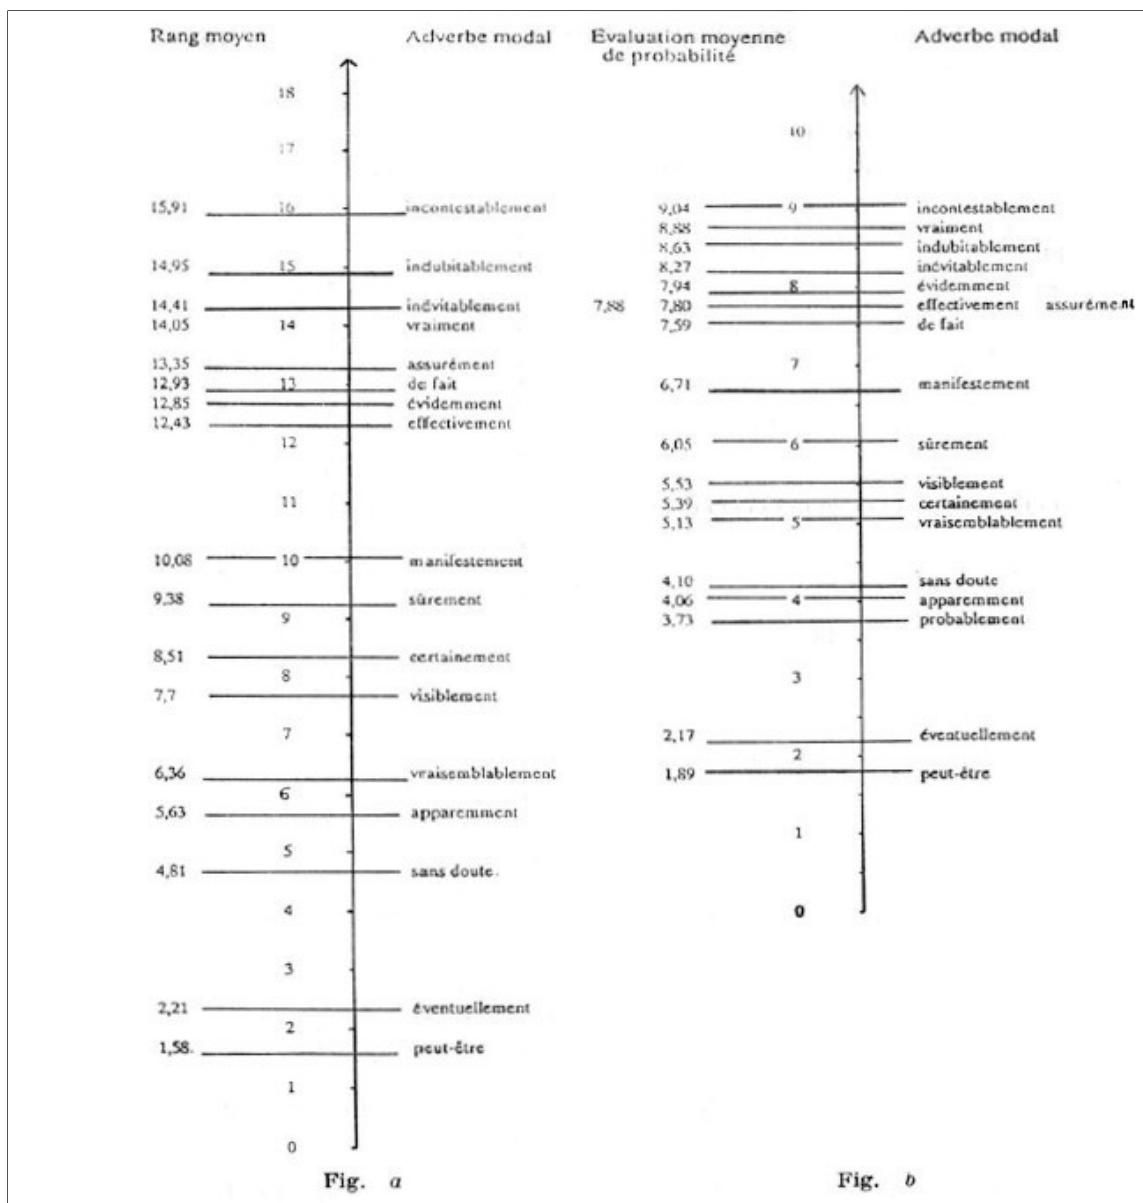 Rang moyen Adverbe modal
18
17
15,91 16 incontestablement
14,95 15 indubitablement
14,41 inévitablement
14,05 14 vraiment
13,35 assurément
12,93 13 de fait
12,85 évidemment
12,43 effectivement
12
11
10,08 10 manifestement
9,38 sûrement
9
8,51 certainement
8
7,7 visiblement
7
6,36 vraisemblablement
6
5,63 apparemment
5
4,81 sans doute.
4
3
2,21 éventuellement
2
1,58. peut-être
1
0
Fig. a
Evaluation moyenne Adverbe modal
de probabilité
10
9,04 9 incontestablement
8,88 vraiment
8,63 indubitablement
8,27 inévitablement
7,94 8 évidemment
7,88 7,80 effectivement assurément
7,59 de fait
7
6,71 manifestement
6,05 6 sûrement
5,53 visiblement
5,39 certainement
5,13 5 vraisemblablement
4,10 sans doute
4,06 4 apparemment
3,73 probablement
3
2,17 éventuellement
2
1,89 peut-être
1
0
Fig. b